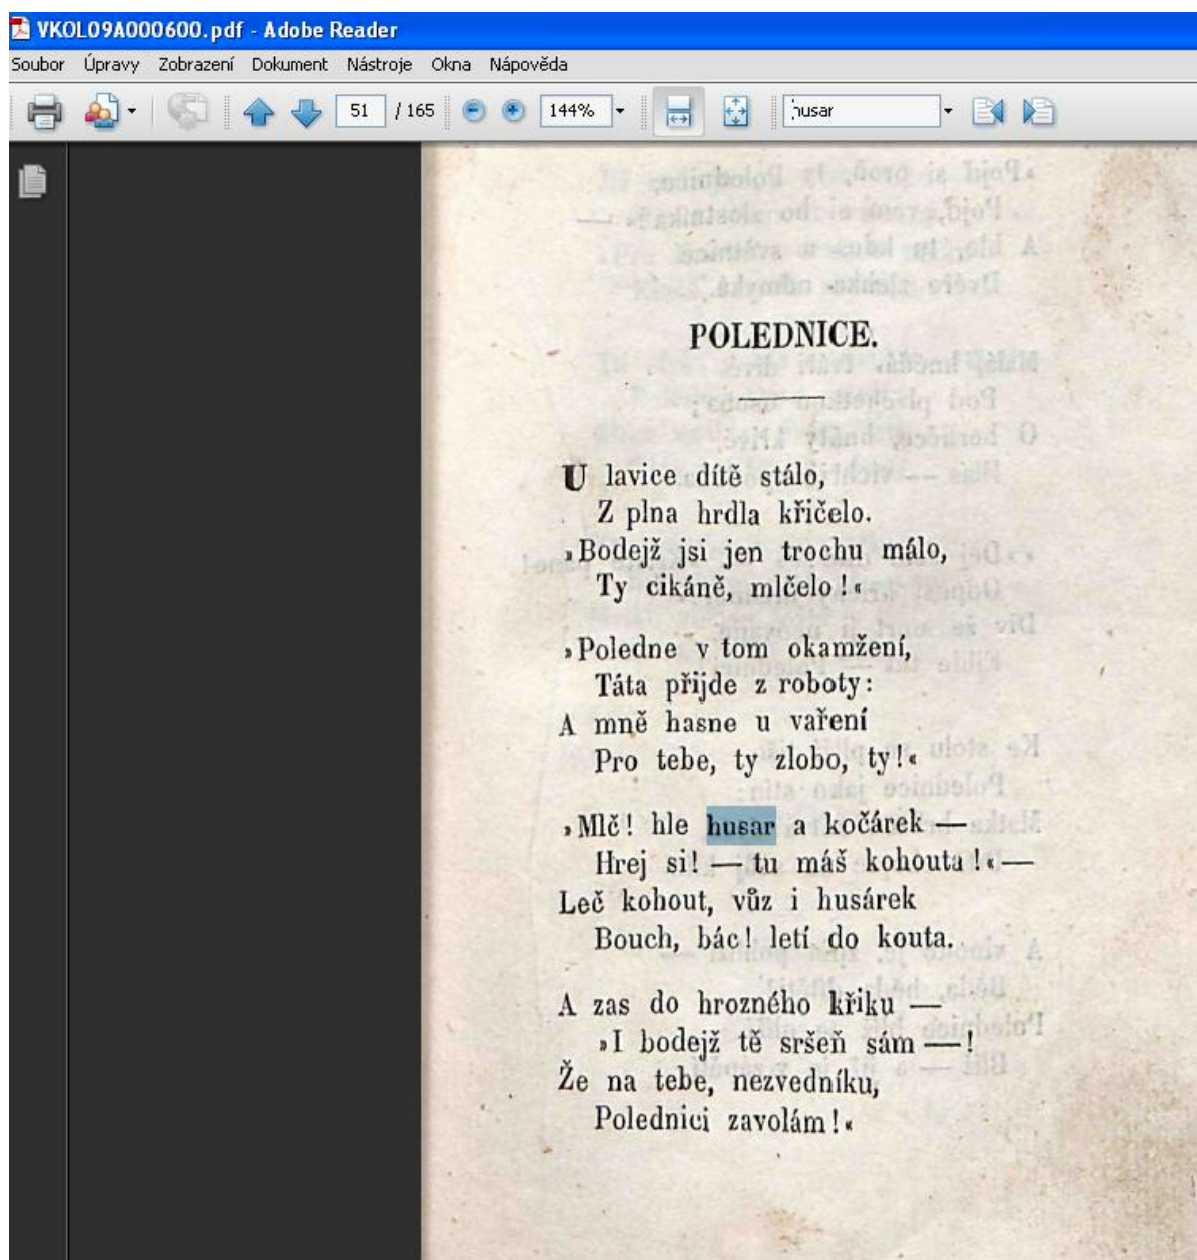 VKOL09A000600.pdf - Adobe Reader
Soubor Úpravy Zobrazení Dokument Nástroje Okna Nápověda
51 / 165 144% husar
POLEDNICE.
U lavice dítě stálo,
Z plna hrdla křičelo.
»Bodejž jsi jen trochu málo,
Ty cikáně, mlčelo!«
»Poledne v tom okamžení,
Táta přijde z roboty:
A mně hasne u vaření
Pro tebe, ty zlobo, ty!«
»Mlč! hle husar a kočárek —
Hrej si! — tu máš kohouta!« —
Leč kohout, vůz i husárek
Bouch, bác! letí do kouta.
A zas do hrozného křiku —
»I bodejž tě sršeň sám —!
Že na tebe, nezvedníku,
Polednici zavolám!«